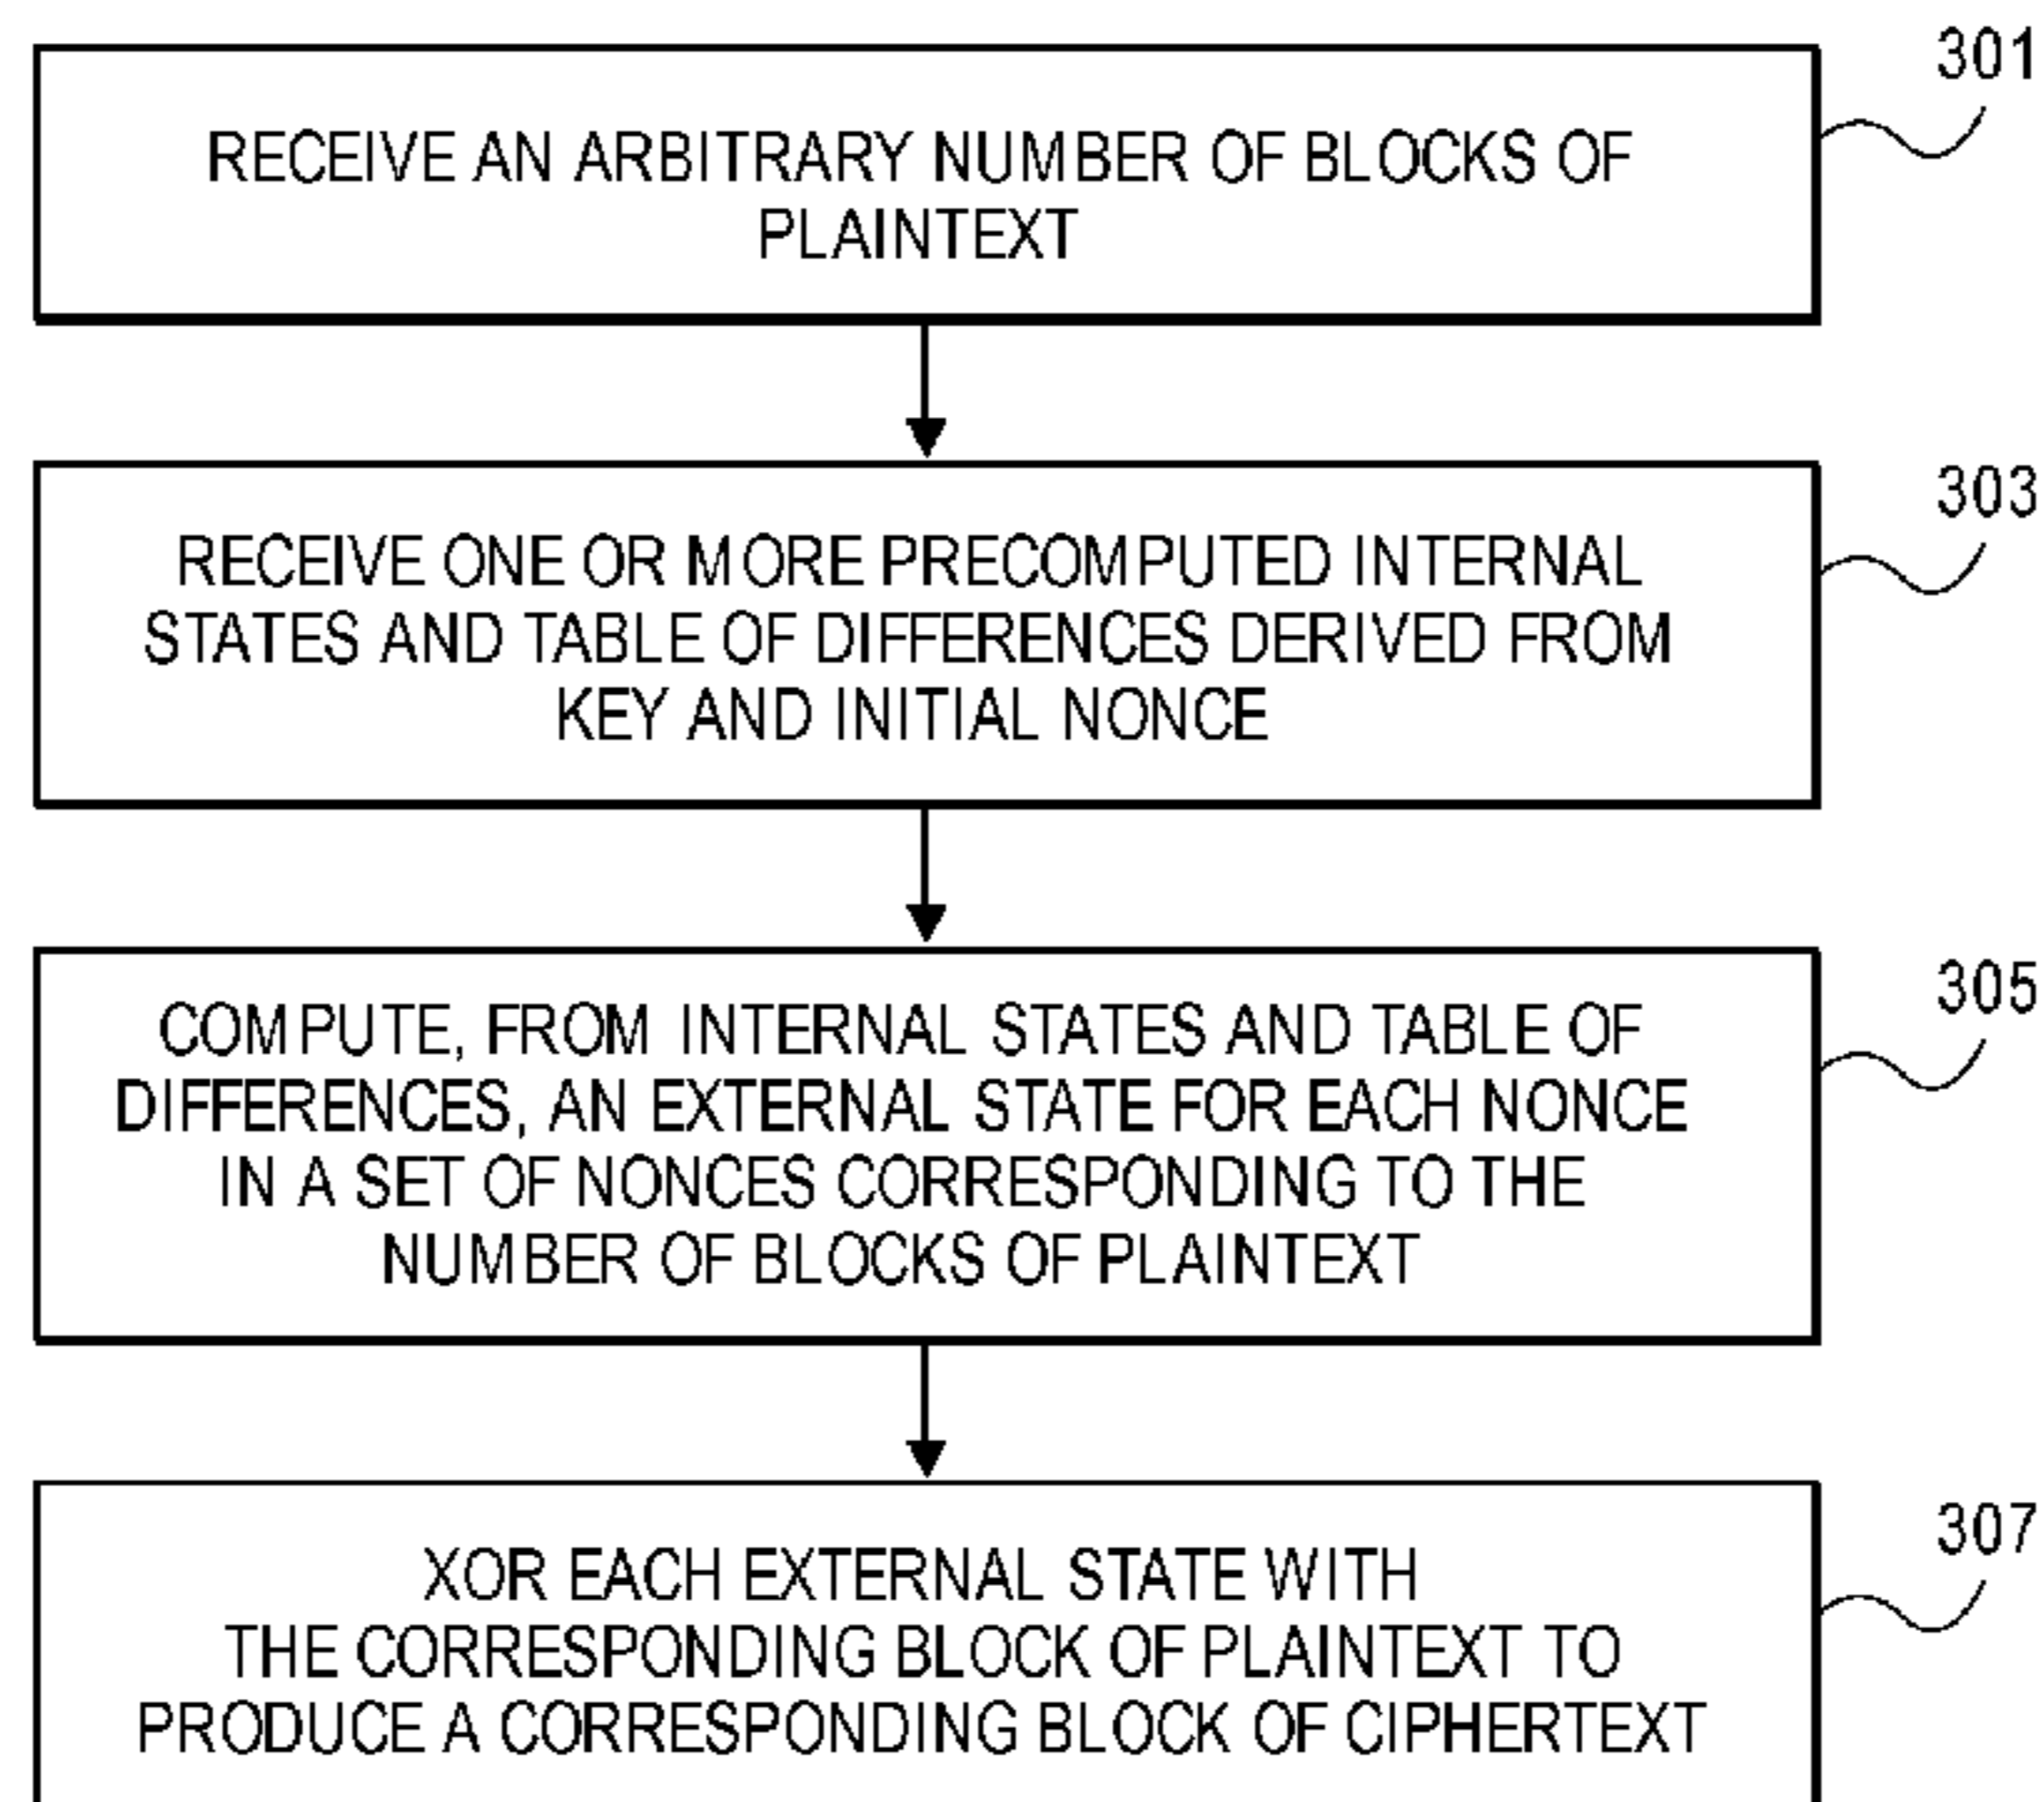 301
RECEIVE AN ARBITRARY NUMBER OF BLOCKS OF
PLAINTEXT
303
RECEIVE ONE OR MORE PRECOMPUTED INTERNAL
STATES AND TABLE OF DIFFERENCES DERIVED FROM
KEY AND INITIAL NONCE
305
COMPUTE, FROM INTERNAL STATES AND TABLE OF
DIFFERENCES, AN EXTERNAL STATE FOR EACH NONCE
IN A SET OF NONCES CORRESPONDING TO THE
NUMBER OF BLOCKS OF PLAINTEXT
307
XOR EACH EXTERNAL STATE WITH
THE CORRESPONDING BLOCK OF PLAINTEXT TO
PRODUCE A CORRESPONDING BLOCK OF CIPHERTEXT